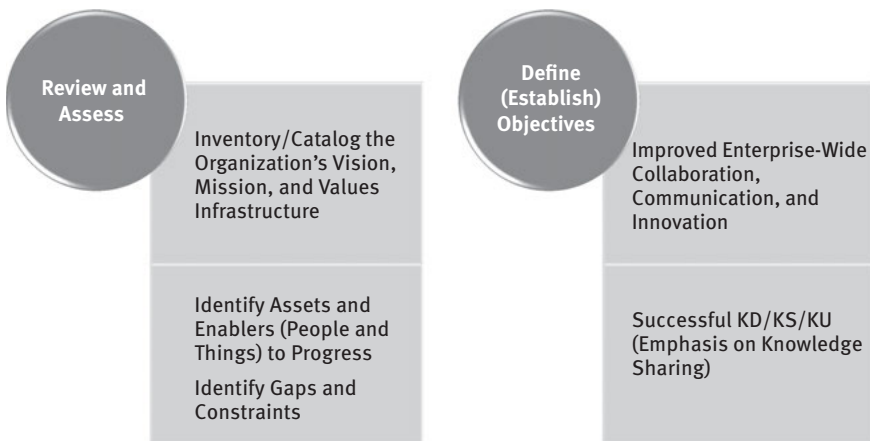 Review and
Assess
Inventory/Catalog the
Organization’s Vision,
Mission, and Values
Infrastructure
Identify Assets and
Enablers (People and
Things) to Progress
Identify Gaps and
Constraints
Define
(Establish)
Objectives
Improved Enterprise-Wide
Collaboration,
Communication, and
Innovation
Successful KD/KS/KU
(Emphasis on Knowledge
Sharing)